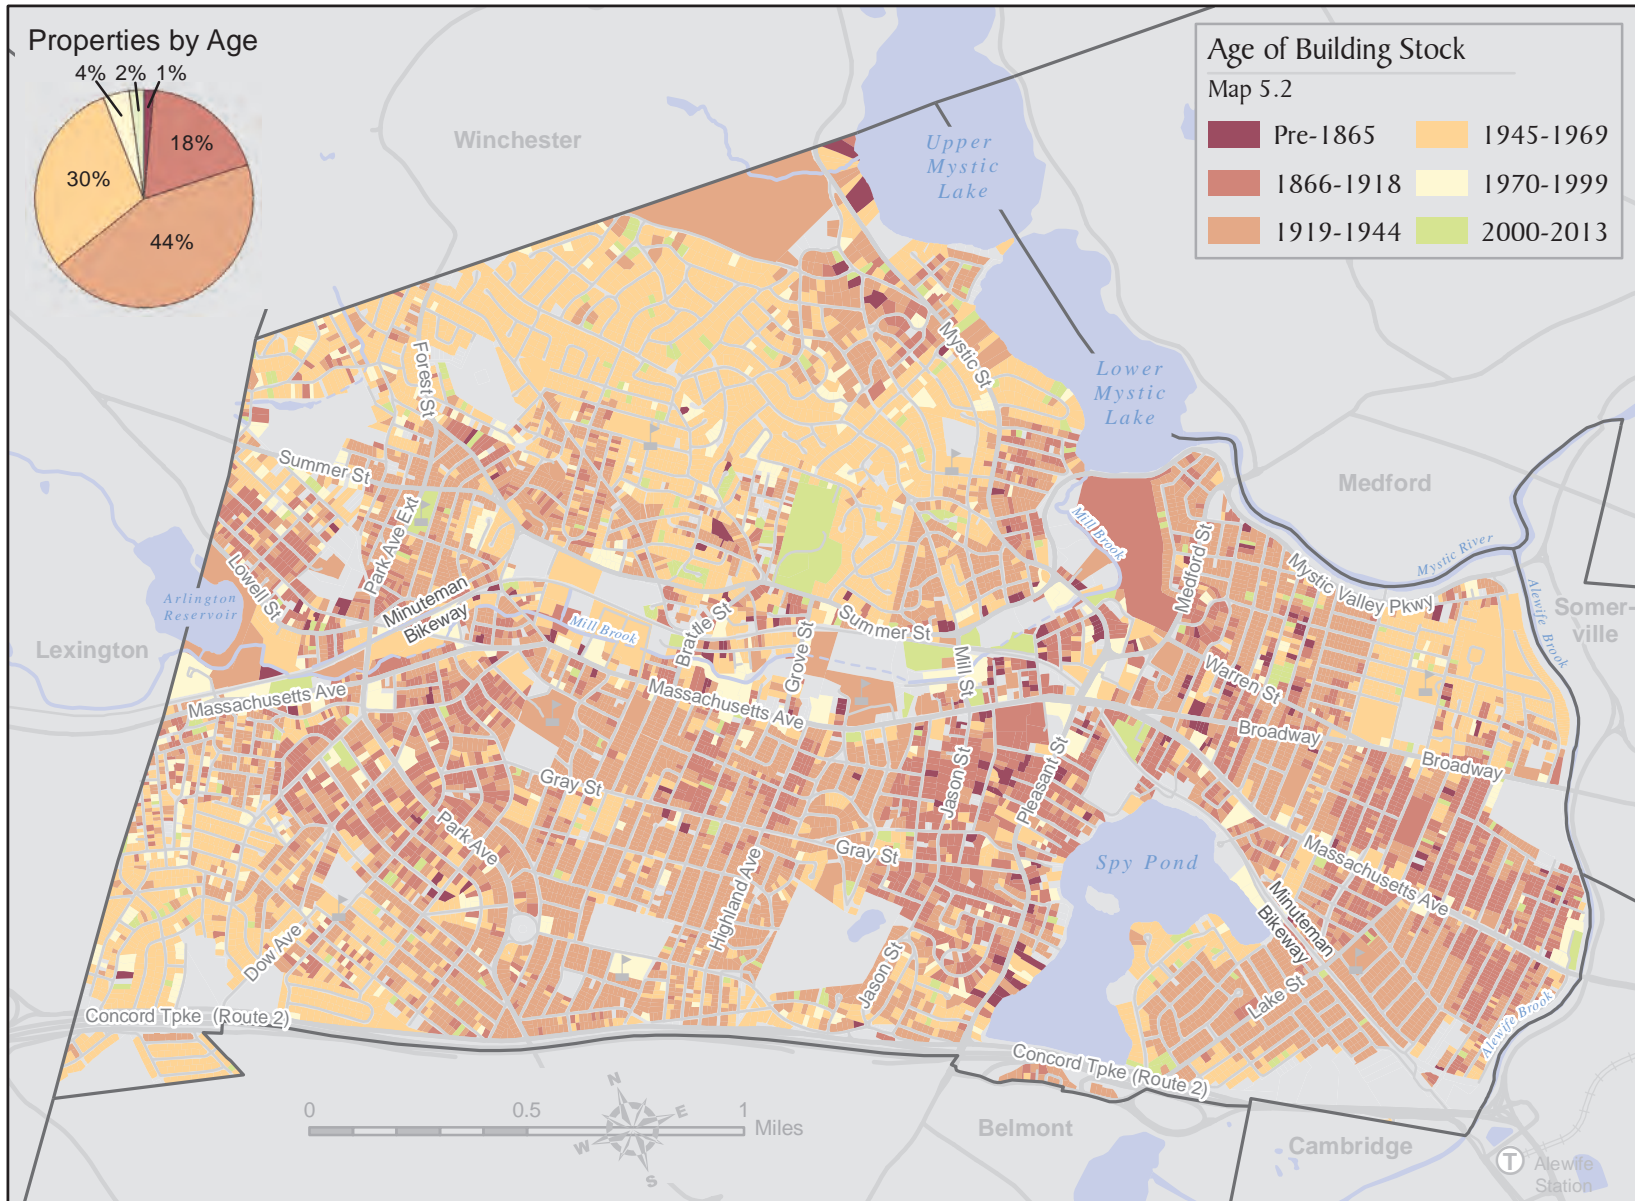 Properties by Age
4% 2% 1%
18%
30%
44%
Age of Building Stock
Map 5.2
Pre-1865
1945-1969
1866-1918
1970-1999
1919-1944
2000-2013
Winchester
Upper
Mystic
Lake
Lower
Mystic
Lake
Mystic St
Forest St
Medford
Summer St
Park Ave Ext
Mill Brook
Medford St
Mystic River
Mystic Valley Pkwy
Alewife Brook
Somer-
ville
Arlington
Reservoir
Lowell St
Minuteman
Bikeway
Mill Brook
Brattle St
Summer St
Grove St
Mill St
Warren St
Lexington
Massachusetts Ave
Massachusetts Ave
Broadway
Broadway
Gray St
Jason St
Pleasant St
Park Ave
Gray St
Highland Ave
Spy Pond
Massachusetts Ave
Minuteman
Bikeway
Dow Ave
Jason St
Lake St
Concord Tpke (Route 2)
Concord Tpke (Route 2)
Alewife Brook
0 0.5 1
Miles
N
E
W
S
Belmont
Cambridge
T
Alewife
Station